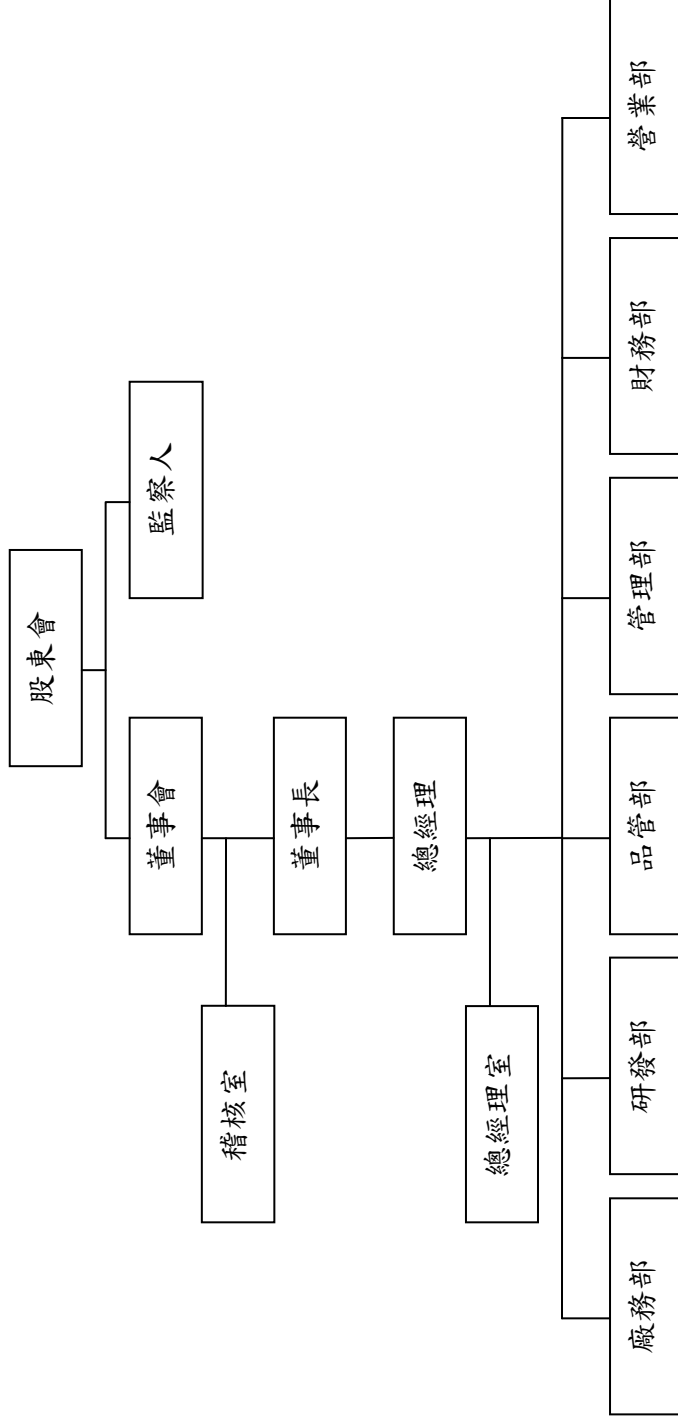 股東會
監察人
董事會
稽核室
董事長
總經理
總經理室
營業部
財務部
管理部
品管部
研發部
廠務部